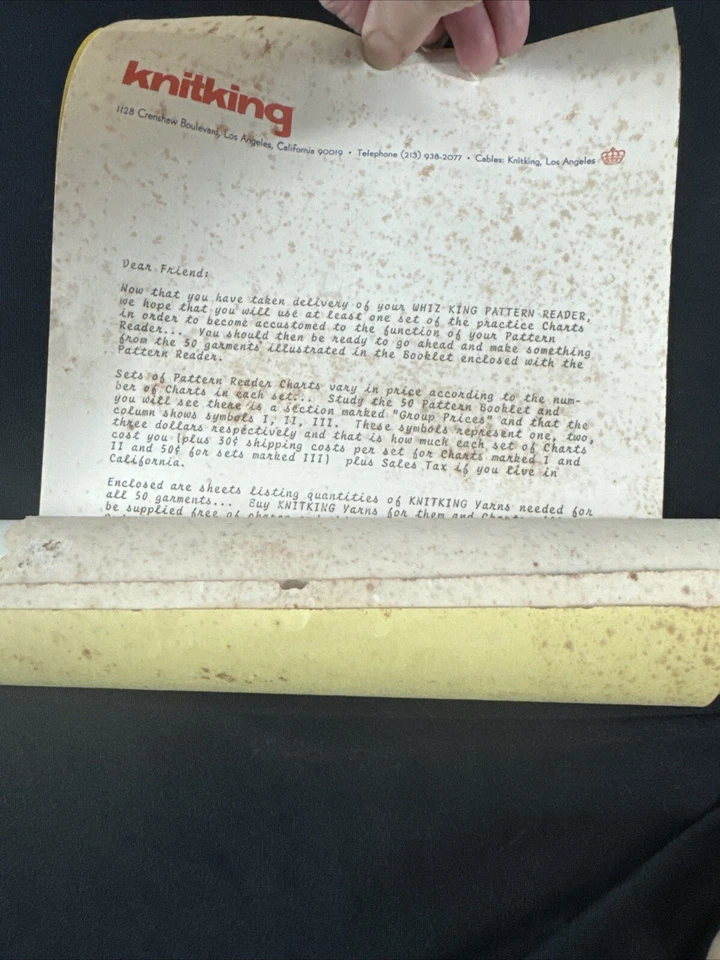 knitking
1128 Crenshaw Boulevard, Los Angeles, California 90019 • Telephone (213) 938-2077 • Cables: Knitking, Los Angeles
Dear Friend:
Now that you have taken delivery of your WHIZ KING PATTERN READER,
we hope that you will use at least one set of the practice Charts
in order to become accustomed to the function of your Pattern
Reader... You should then be ready to go ahead and make something
from the 50 garments illustrated in the Booklet enclosed with the
Pattern Reader.
Sets of Pattern Reader Charts vary in price according to the num-
ber of Charts in each set... Study the 50 Pattern Booklet and
you will see there is a section marked "Group Prices" and that the
column shows symbols I, II, III. These symbols represent one, two,
three dollars respectively and that is how much each set of Charts
cost you (plus 30¢ shipping costs per set for Charts marked I and
II and 50¢ for sets marked III) plus Sales Tax if you live in
California.
Enclosed are sheets listing quantities of KNITKING Yarns needed for
all 50 garments... Buy KNITKING Yarns for them and
be supplied free of